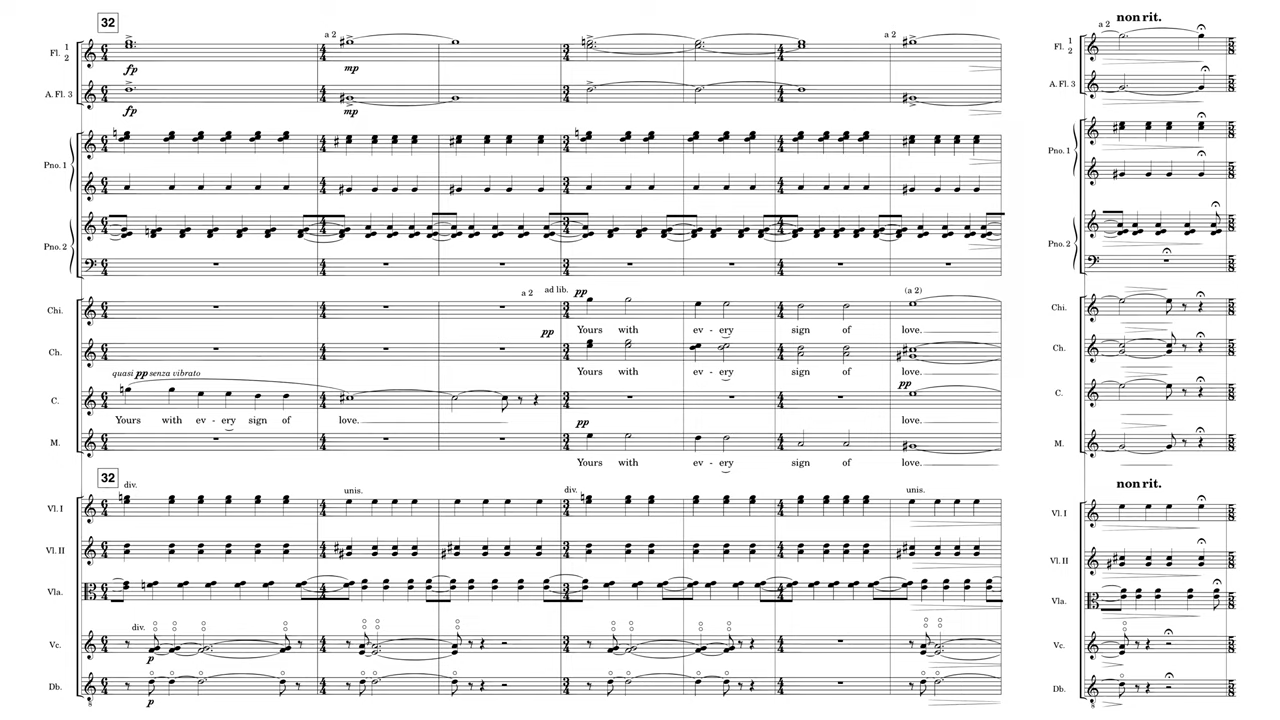 32
non rit.
a 2
a 2
a 2
Fl. 1 2
Fl. 1 2
fp
mp
A. Fl. 3
A. Fl. 3
fp
mp
Pno. 1
Pno. 1
Pno. 2
Pno. 2
a 2
ad lib.
pp
(a 2)
Chi.
Chi.
Yours with ev - ery sign of love.
pp
Ch.
Ch.
Yours with ev - ery sign of love.
quasi pp senza vibrato
pp
C.
C.
Yours with ev - ery sign of love.
love.
pp
M.
M.
Yours with ev - ery sign of love.
32
non rit.
div.
unis.
div.
unis.
Vl. I
Vl. I
Vl. II
Vl. II
Vla.
Vla.
div.
Vc.
Vc.
p
Db.
Db.
p